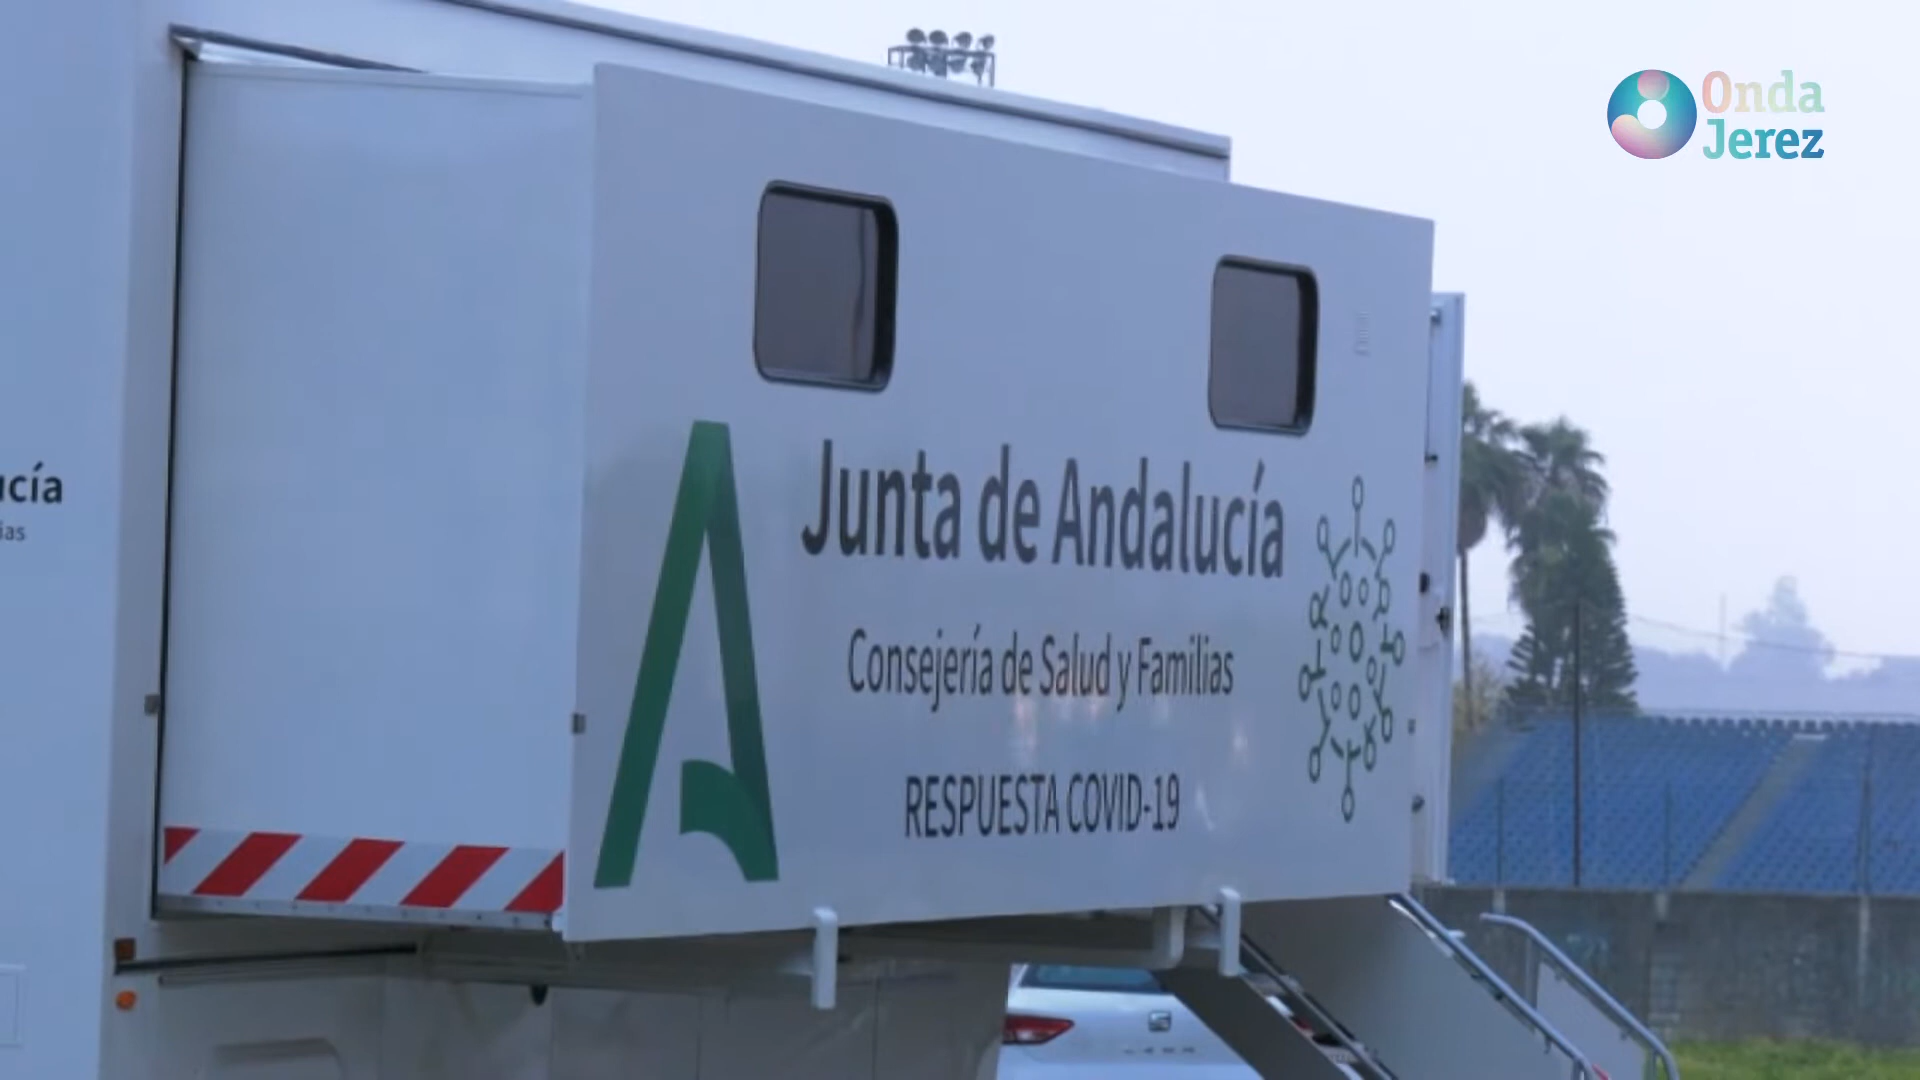 Onda
Jerez
Junta de Andalucía
Consejería de Salud y Familias
RESPUESTA COVID-19
ucía
ias